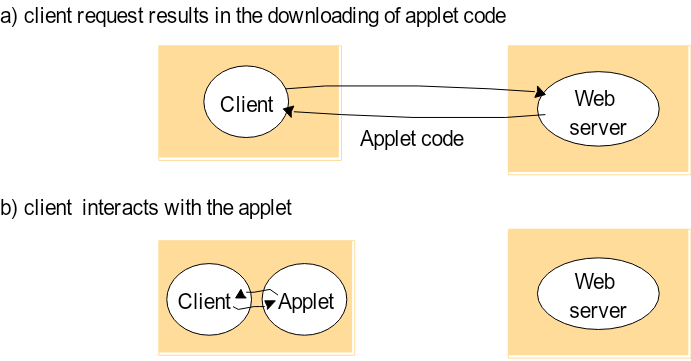 a) client request results in the downloading of applet code
Client
Web
server
Applet code
b) client  interacts with the applet
Client
Applet
Web
server